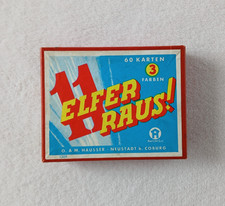 60 KARTEN
3
FARBEN
11
ELFER
RAUS!
O. & M. HAUSSER · NEUSTADT b. COBURG